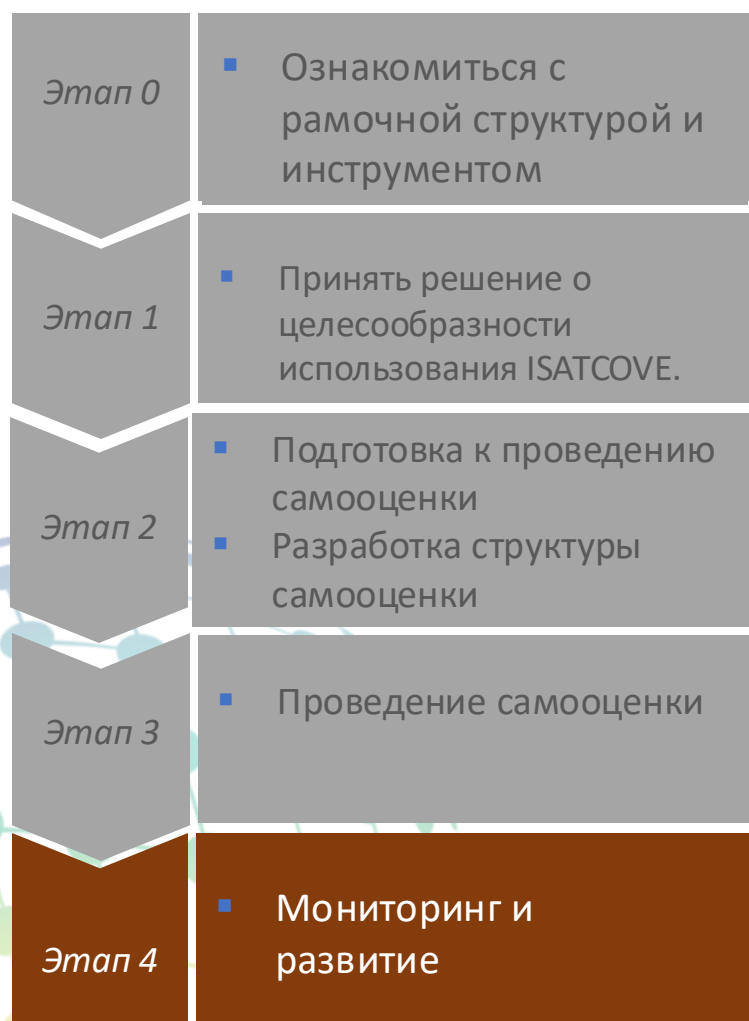 Этап 0
▪ Ознакомиться с
рамочной структурой и
инструментом
Этап 1
▪ Принять решение о
целесообразности
использования ISATCOVE.
Этап 2
▪ Подготовка к проведению
самооценки
▪ Разработка структуры
самооценки
Этап 3
▪ Проведение самооценки
Этап 4
▪ Мониторинг и
развитие